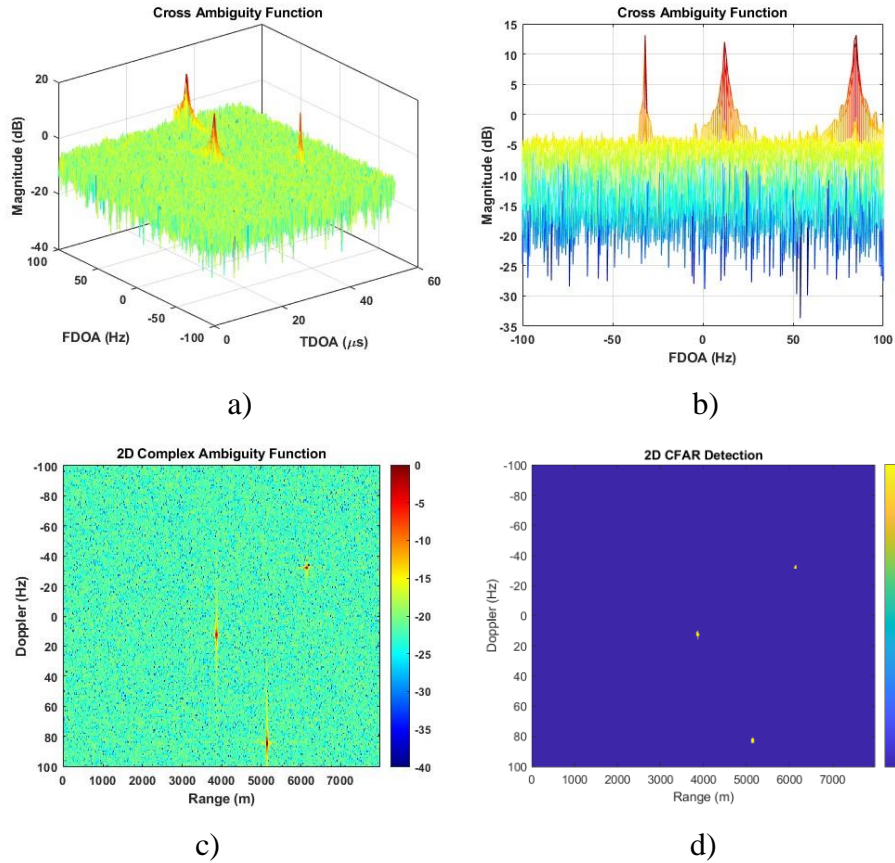 Cross Ambiguity Function
20
0
-20
-40
Magnitude (dB)
100
50
0
-50
-100
FDOA (Hz)
0
20
40
60
TDOA (μs)
a)
Cross Ambiguity Function
15
10
5
0
-5
-10
-15
-20
-25
-30
-35
Magnitude (dB)
-100 -50 0 50 100
FDOA (Hz)
b)
2D Complex Ambiguity Function
-100
-80
-60
-40
-20
0
20
40
60
80
100
Doppler (Hz)
0 1000 2000 3000 4000 5000 6000 7000
Range (m)
0
-5
-10
-15
-20
-25
-30
-35
-40
c)
2D CFAR Detection
-100
-80
-60
-40
-20
0
20
40
60
80
100
Doppler (Hz)
0 1000 2000 3000 4000 5000 6000 7000
Range (m)
d)